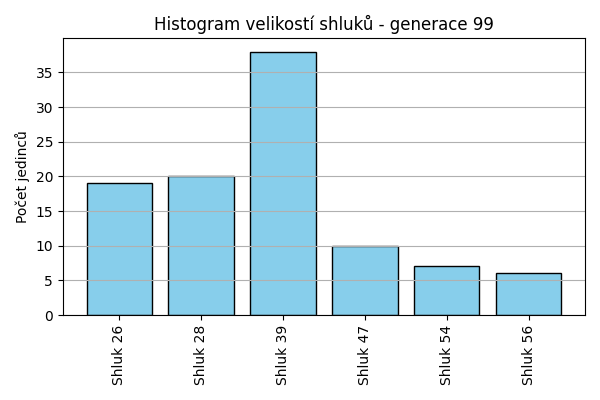 Histogram velikostí shluků - generace 99
Počet jedinců
35
30
25
20
15
10
5
0
Shluk 26
Shluk 28
Shluk 39
Shluk 47
Shluk 54
Shluk 56